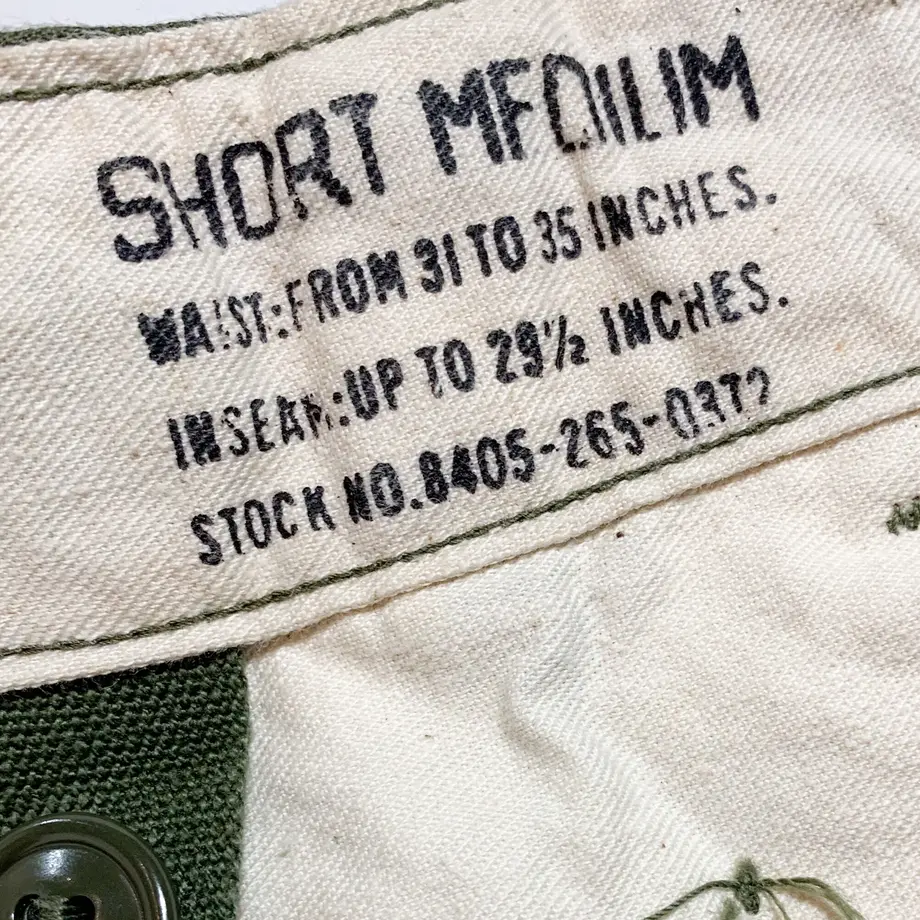 SHORT MEDIUM
WAIST:FROM 31 TO 35 INCHES.
INSEAM:UP TO 29½ INCHES.
STOCK NO.8405-265-0372